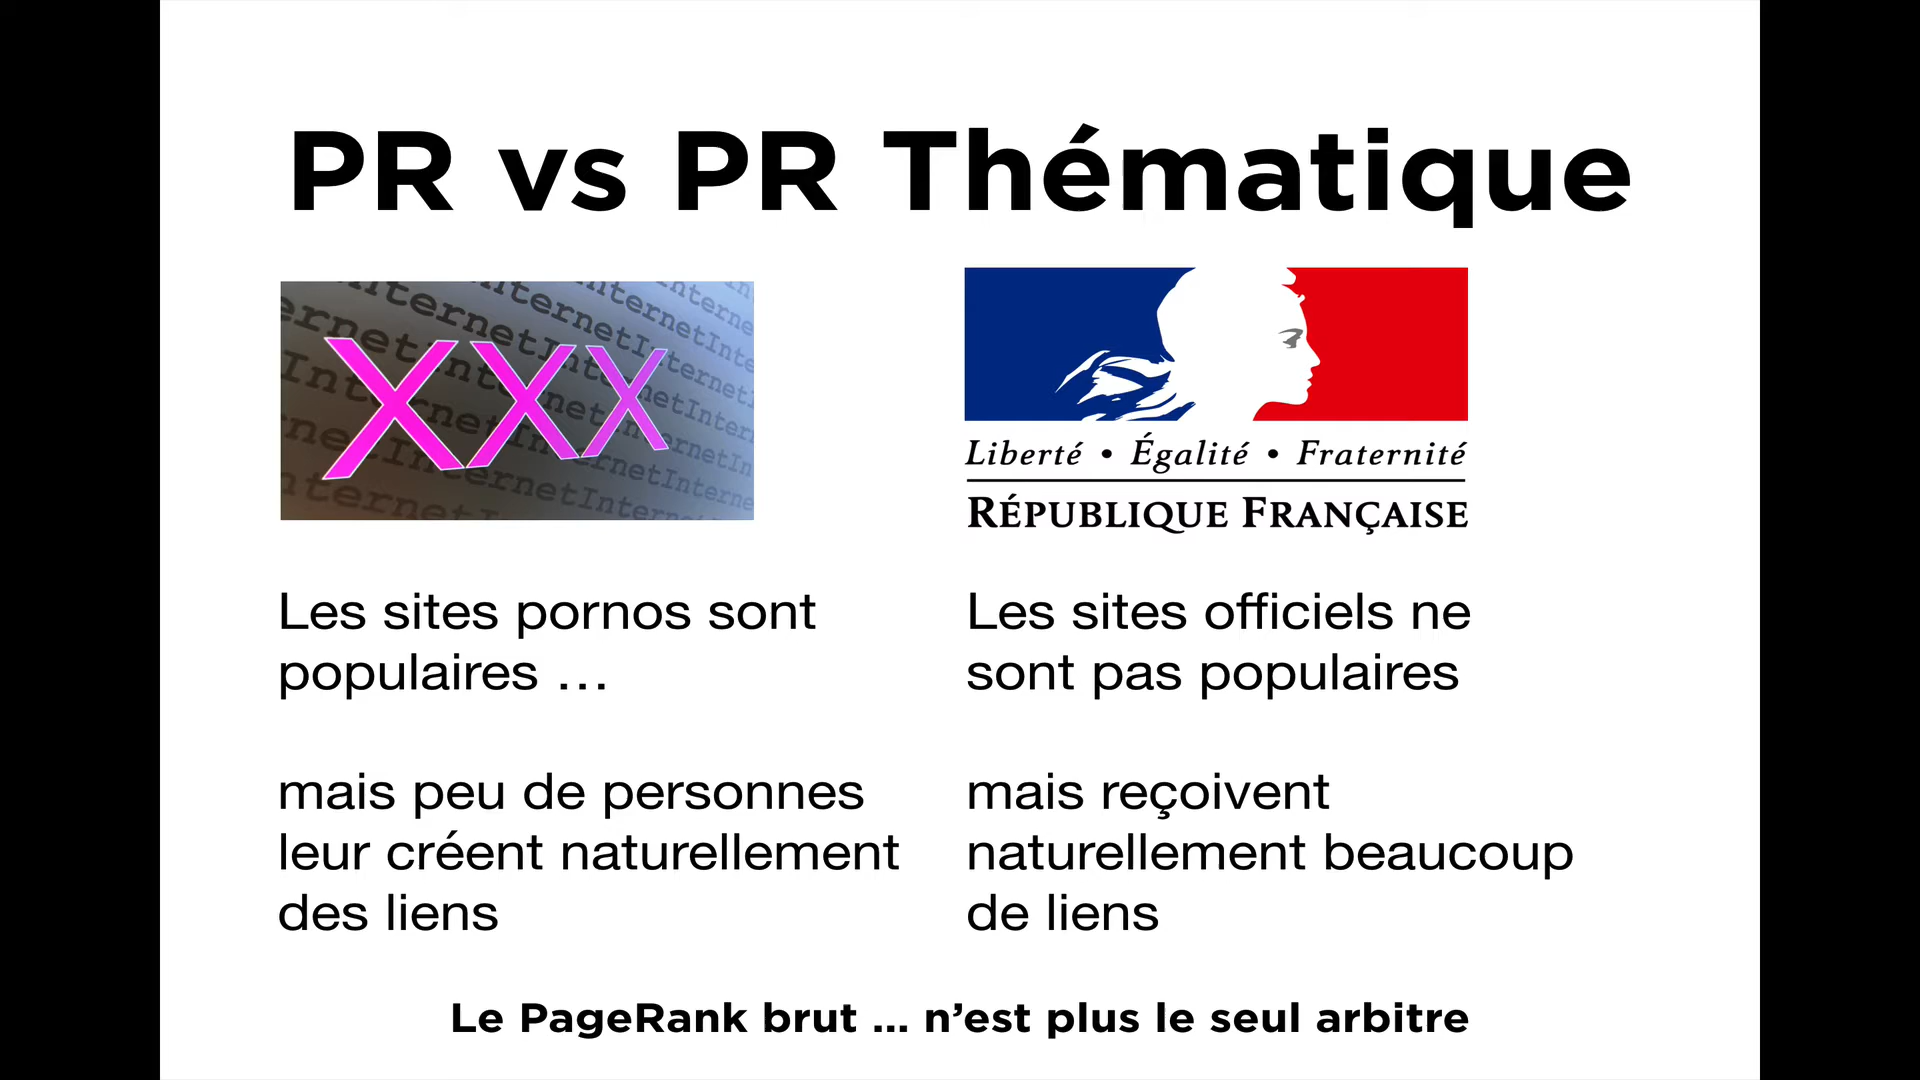 PR vs PR Thématique
XXX
Liberté • Égalité • Fraternité
RÉPUBLIQUE FRANÇAISE
Les sites pornos sont
populaires …
mais peu de personnes
leur créent naturellement
des liens
Les sites officiels ne
sont pas populaires
mais reçoivent
naturellement beaucoup
de liens
Le PageRank brut ... n’est plus le seul arbitre